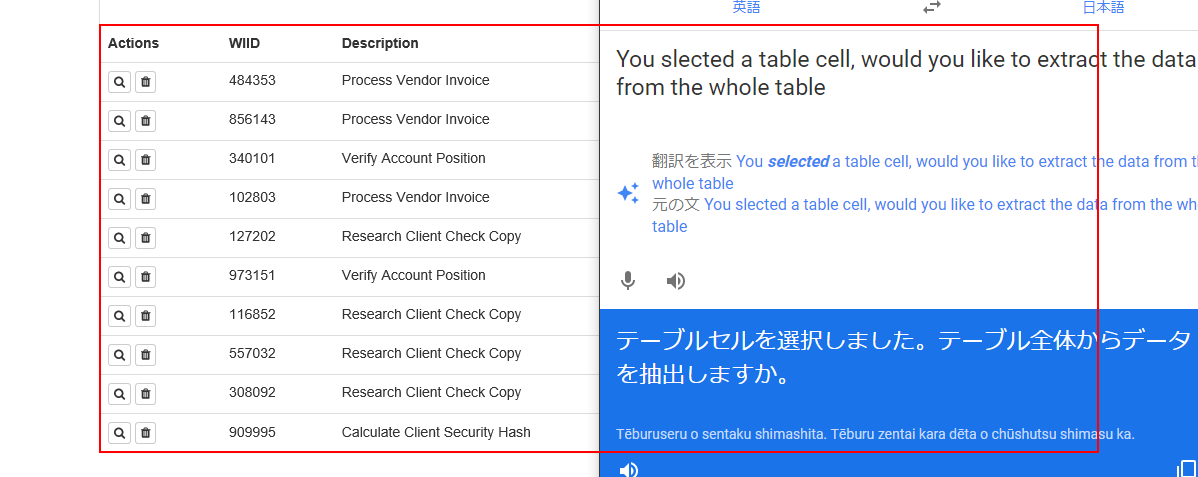 Actions WIID Description
484353 Process Vendor Invoice
856143 Process Vendor Invoice
340101 Verify Account Position
102803 Process Vendor Invoice
127202 Research Client Check Copy
973151 Verify Account Position
116852 Research Client Check Copy
557032 Research Client Check Copy
308092 Research Client Check Copy
909995 Calculate Client Security Hash
英語 日本語
You slected a table cell, would you like to extract the data
from the whole table
翻訳を表示 You selected a table cell, would you like to extract the data from
whole table
元の文 You slected a table cell, would you like to extract the data from the
table
テーブルセルを選択しました。テーブル全体からデータ
を抽出しますか。
Tēburuseru o sentaku shimashita. Tēburu zentai kara dēta o chūshutsu shimasu ka.